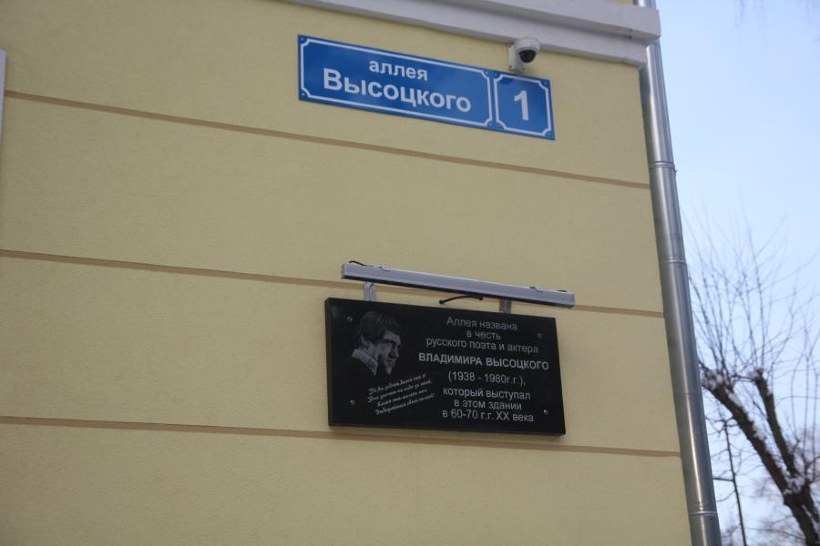 аллея
Высоцкого
1
Аллея названа
в честь
русского поэта и актера
ВЛАДИМИРА ВЫСОЦКОГО
(1938 - 1980г.г.),
который выступал
в этом здании
в 60-70 г.г. XX века